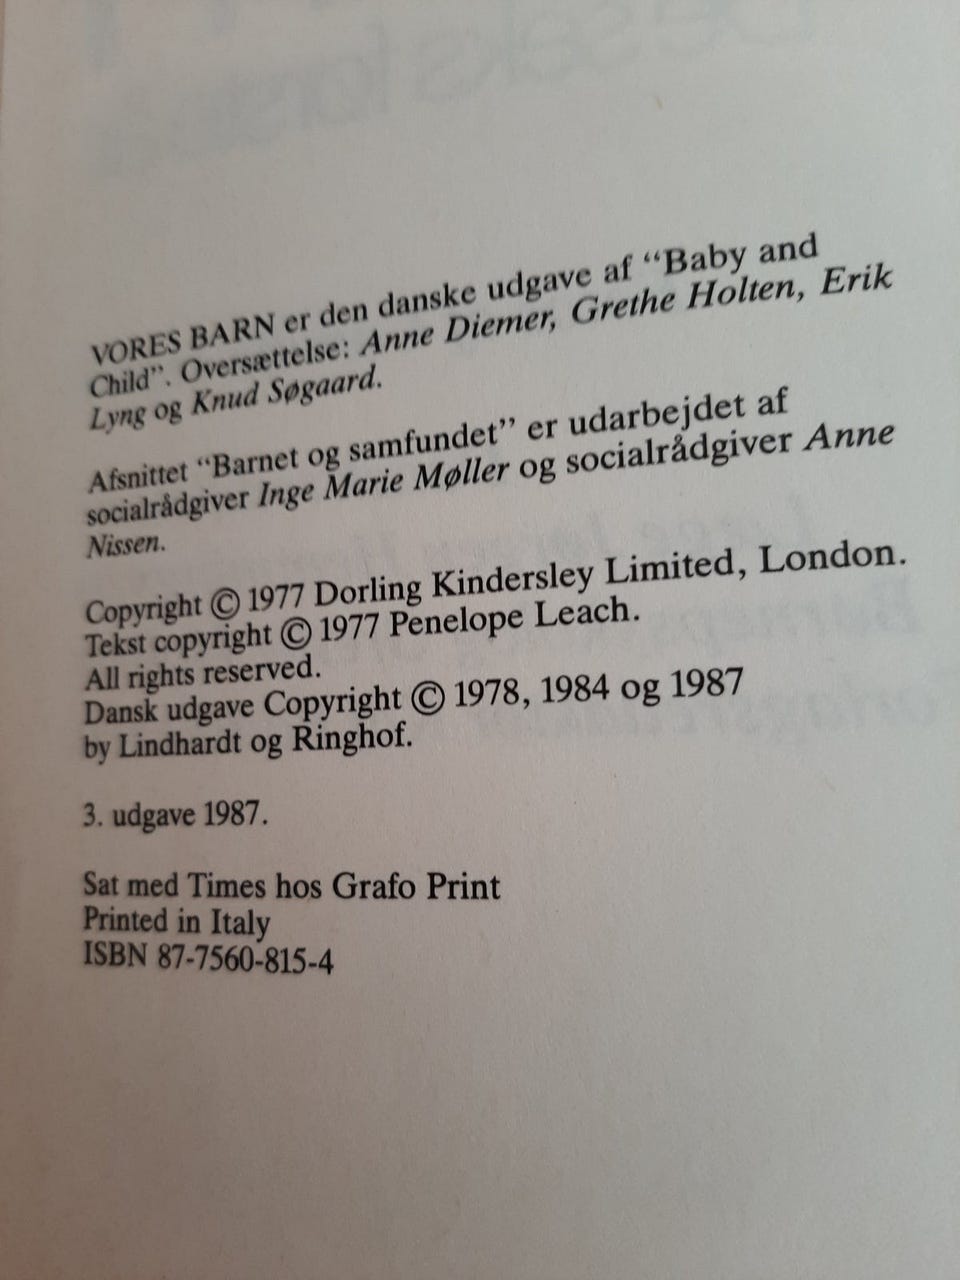 VORES BARN er den danske udgave af “Baby and
Child”. Oversættelse: Anne Diemer, Grethe Holten, Erik
Lyng og Knud Søgaard.
Afsnittet “Barnet og samfundet” er udarbejdet af
socialrådgiver Inge Marie Møller og socialrådgiver Anne
Nissen.
Copyright © 1977 Dorling Kindersley Limited, London.
Tekst copyright © 1977 Penelope Leach.
All rights reserved.
Dansk udgave Copyright © 1978, 1984 og 1987
by Lindhardt og Ringhof.
3. udgave 1987.
Sat med Times hos Grafo Print
Printed in Italy
ISBN 87-7560-815-4